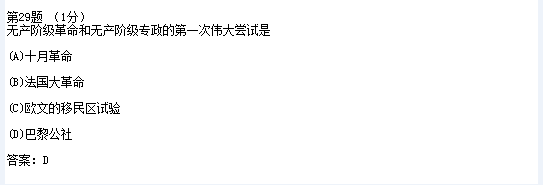 第29题 （1分）
无产阶级革命和无产阶级专政的第一次伟大尝试是
(A)十月革命
(B)法国大革命
(C)欧文的移民区试验
(D)巴黎公社
答案：D